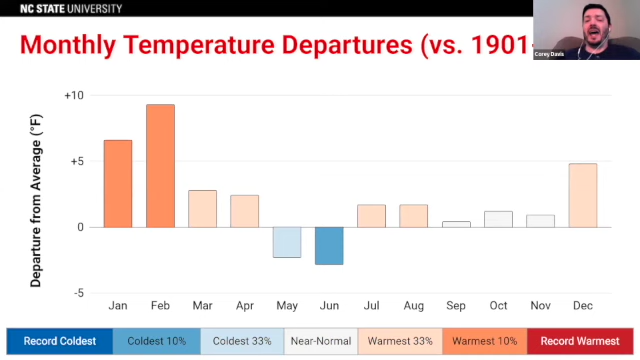 NC STATE UNIVERSITY
Monthly Temperature Departures (vs. 1901-
Corey Davis
Departure from Average (°F)
+10
+5
0
-5
Jan Feb Mar Apr May Jun Jul Aug Sep Oct Nov Dec
Record Coldest Coldest 10% Coldest 33% Near-Normal Warmest 33% Warmest 10% Record Warmest